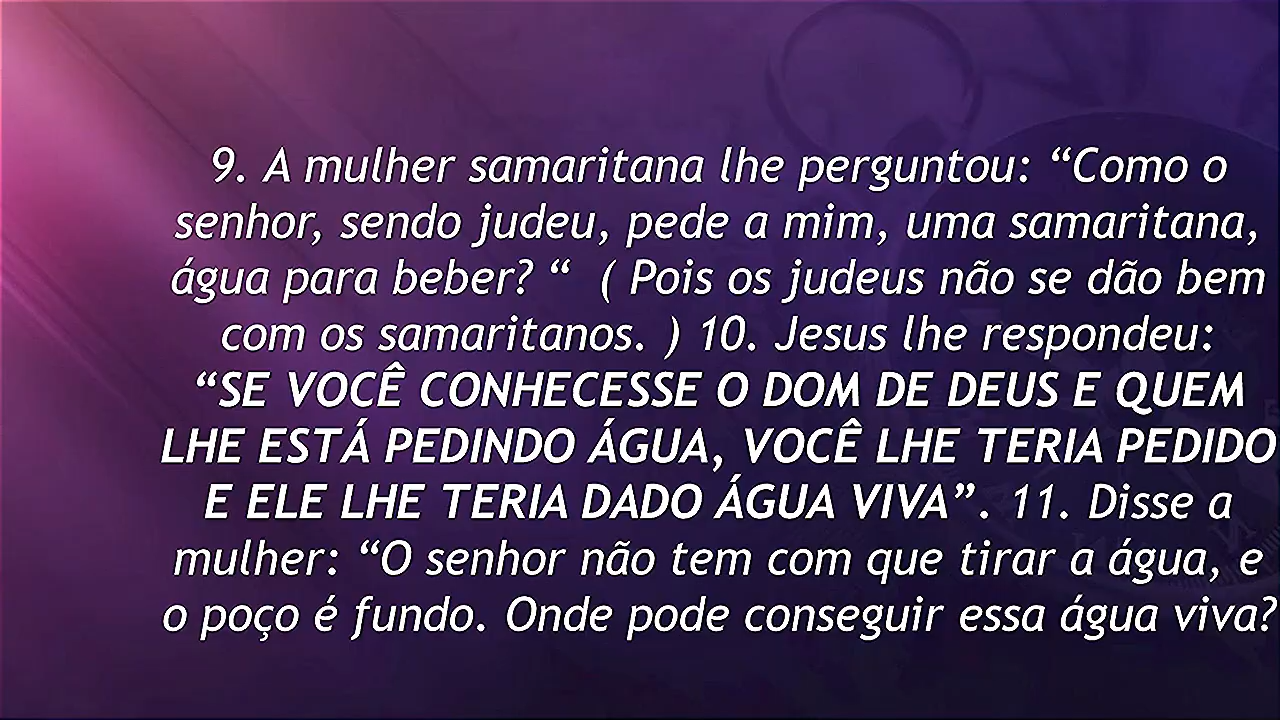 9. A mulher samaritana lhe perguntou: “Como o
senhor, sendo judeu, pede a mim, uma samaritana,
água para beber? “  ( Pois os judeus não se dão bem
com os samaritanos. ) 10. Jesus lhe respondeu:
“SE VOCÊ CONHECESSE O DOM DE DEUS E QUEM
LHE ESTÁ PEDINDO ÁGUA, VOCÊ LHE TERIA PEDIDO
E ELE LHE TERIA DADO ÁGUA VIVA”. 11. Disse a
mulher: “O senhor não tem com que tirar a água, e
o poço é fundo. Onde pode conseguir essa água viva?